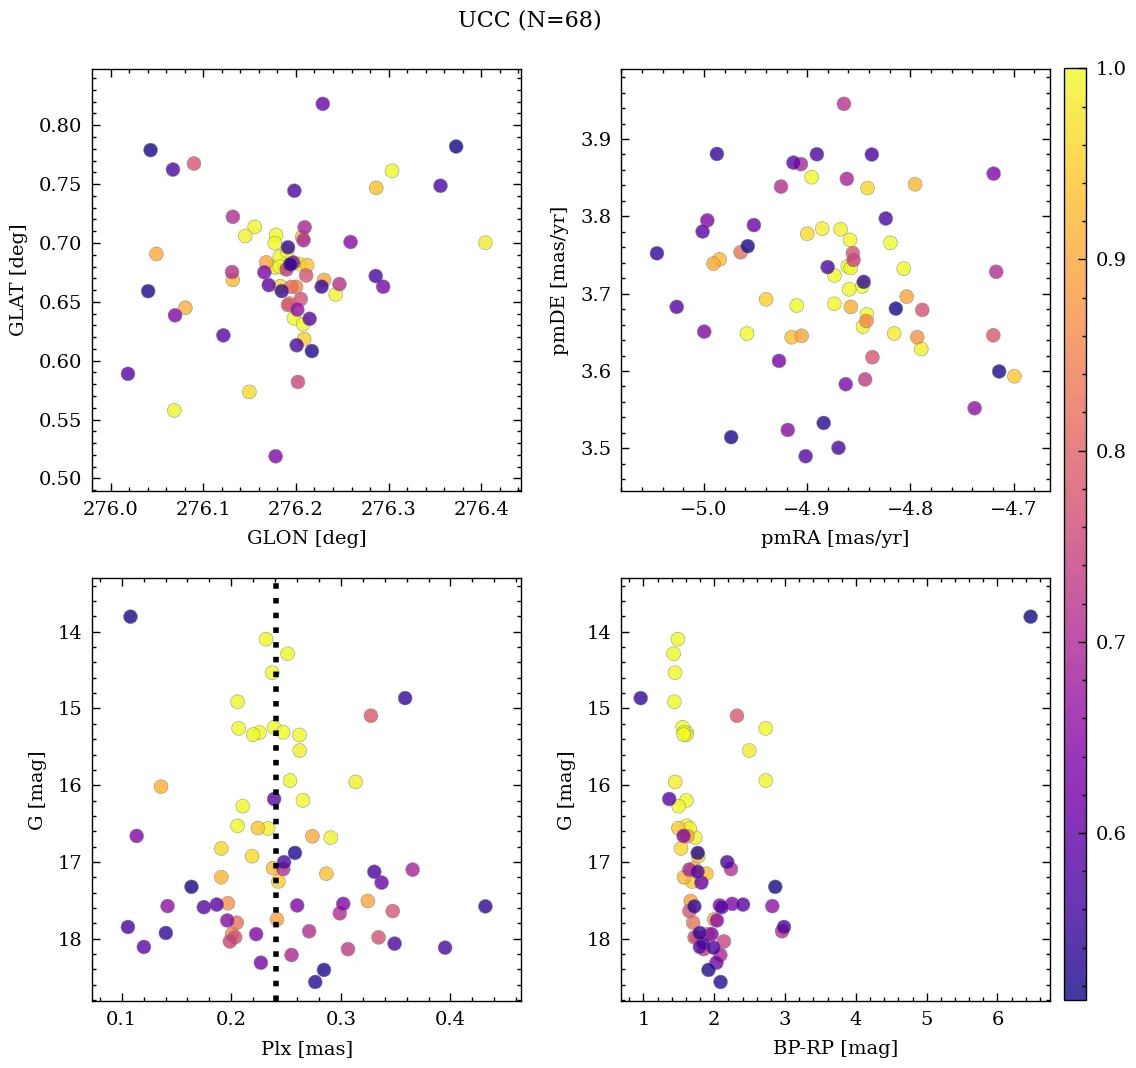 UCC (N=68)
0.80
0.75
0.70
0.65
0.60
0.55
0.50
GLAT [deg]
276.0 276.1 276.2 276.3 276.4
GLON [deg]
3.9
3.8
3.7
3.6
3.5
pmDE [mas/yr]
−5.0 −4.9 −4.8 −4.7
pmRA [mas/yr]
1.0
0.9
0.8
0.7
0.6
14
15
16
17
18
G [mag]
0.1 0.2 0.3 0.4
Plx [mas]
14
15
16
17
18
G [mag]
1 2 3 4 5 6
BP-RP [mag]